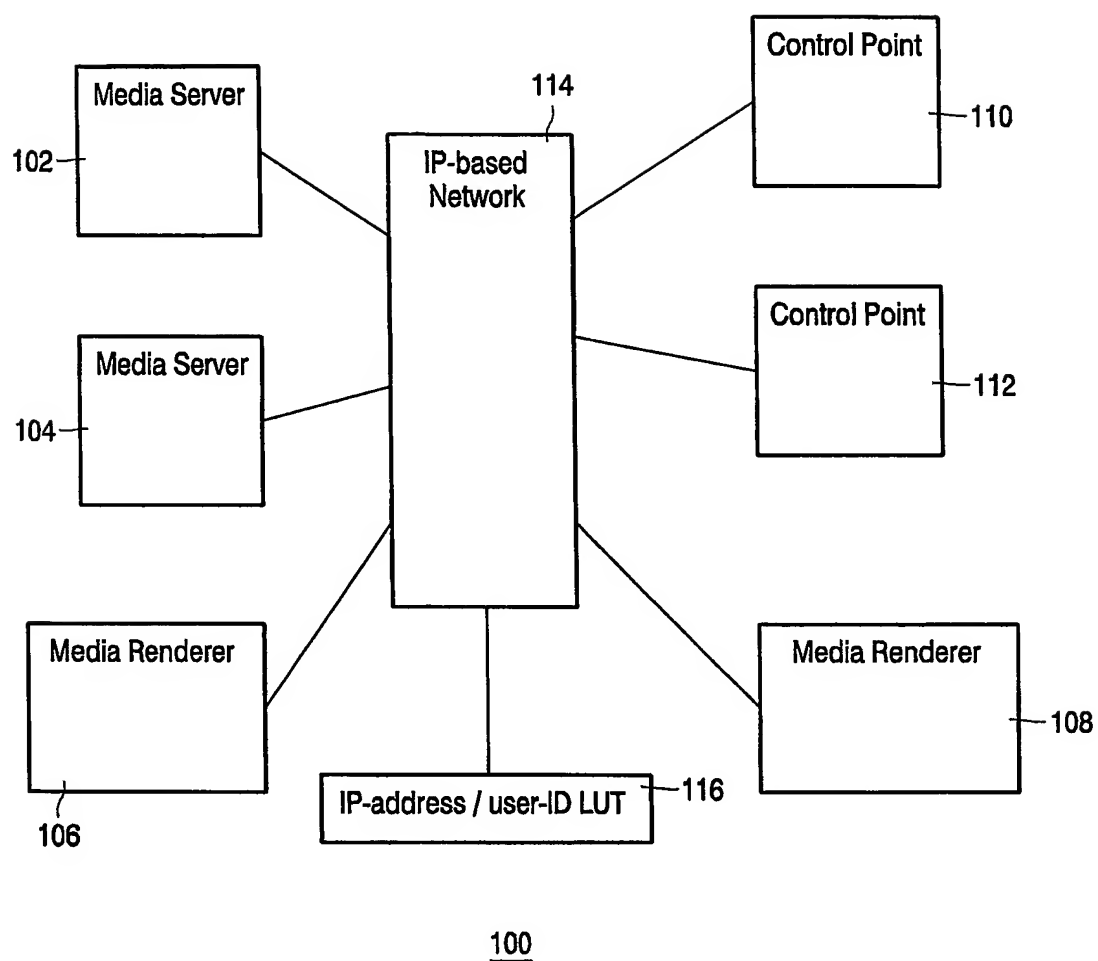 Media Server
102
114
IP-based
Network
Control Point
110
Media Server
104
Control Point
112
Media Renderer
106
Media Renderer
108
IP-address / user-ID LUT
116
100